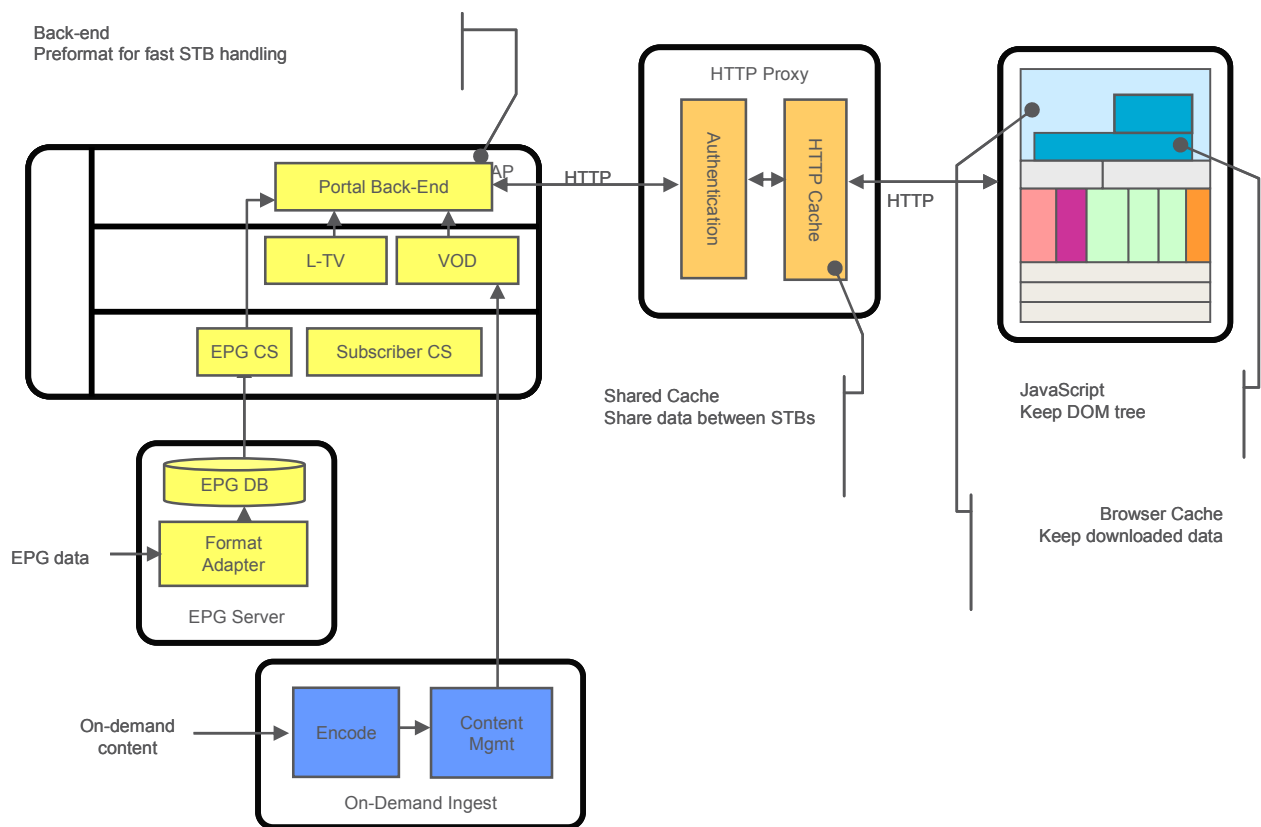 Back-end
Preformat for fast STB handling
HTTP Proxy
Authentication
HTTP Cache
AP
Portal Back-End
HTTP
HTTP
L-TV
VOD
EPG CS
Subscriber CS
Shared Cache
Share data between STBs
JavaScript
Keep DOM tree
EPG DB
Browser Cache
Keep downloaded data
EPG data
Format
Adapter
EPG Server
On-demand
content
Encode
Content
Mgmt
On-Demand Ingest